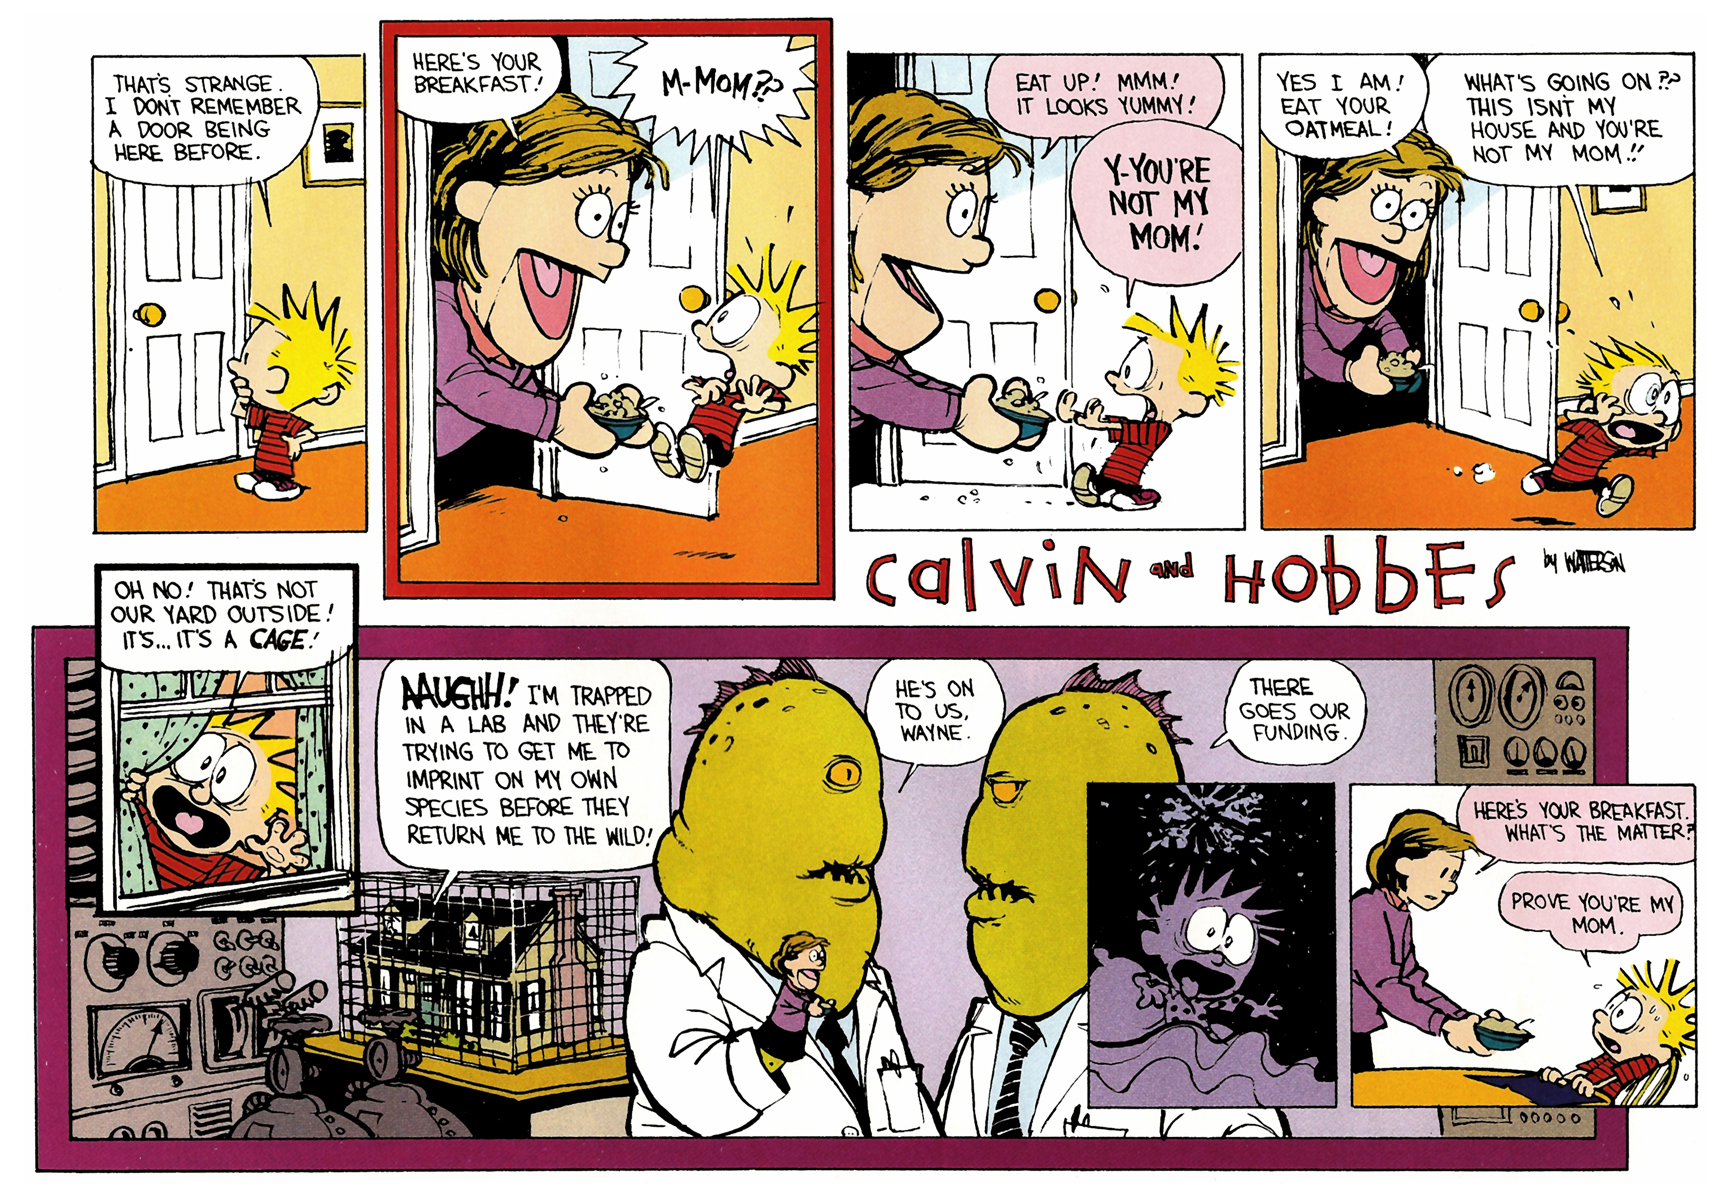 THAT'S STRANGE.
I DON'T REMEMBER
A DOOR BEING
HERE BEFORE.
HERE'S YOUR
BREAKFAST!
M-MOM??
EAT UP! MMM!
IT LOOKS YUMMY!
Y-YOU'RE
NOT MY
MOM!
YES I AM!
EAT YOUR
OATMEAL!
WHAT'S GOING ON??
THIS ISN'T MY
HOUSE AND YOU'RE
NOT MY MOM!!
CALVIN AND HOBBES
by WATTERSON
OH NO! THAT'S NOT
OUR YARD OUTSIDE!
IT'S... IT'S A CAGE!
AAUGHH! I'M TRAPPED
IN A LAB AND THEY'RE
TRYING TO GET ME TO
IMPRINT ON MY OWN
SPECIES BEFORE THEY
RETURN ME TO THE WILD!
HE'S ON
TO US,
WAYNE.
THERE
GOES OUR
FUNDING.
HERE'S YOUR BREAKFAST.
WHAT'S THE MATTER?
PROVE YOU'RE MY
MOM.